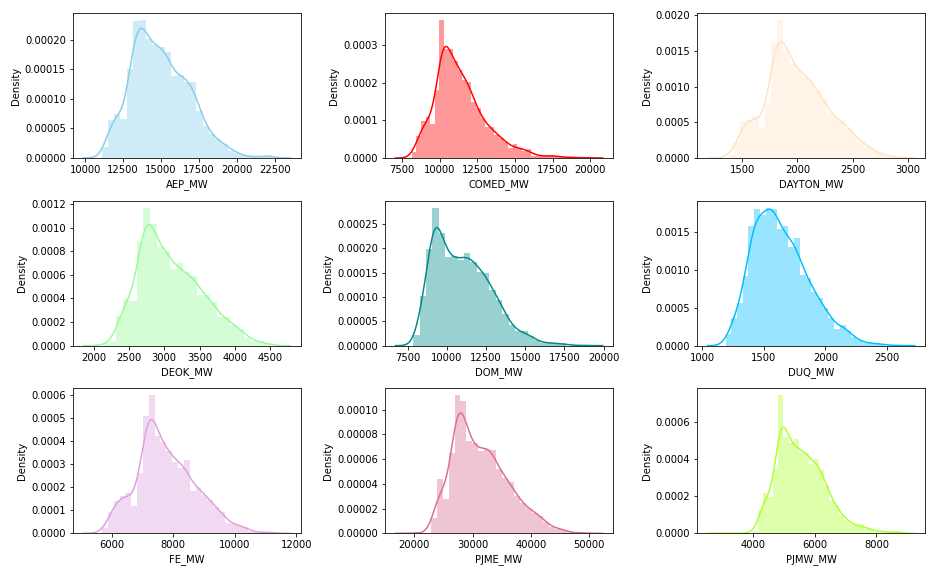 0.00020
0.00015
0.00010
0.00005
0.00000
Density
10000 12500 15000 17500 20000 22500
AEP_MW
0.0003
0.0002
0.0001
0.0000
Density
7500 10000 12500 15000 17500 20000
COMED_MW
0.0020
0.0015
0.0010
0.0005
0.0000
Density
1500 2000 2500 3000
DAYTON_MW
0.0012
0.0010
0.0008
0.0006
0.0004
0.0002
0.0000
Density
2000 2500 3000 3500 4000 4500
DEOK_MW
0.00025
0.00020
0.00015
0.00010
0.00005
0.00000
Density
7500 10000 12500 15000 17500 20000
DOM_MW
0.0015
0.0010
0.0005
0.0000
Density
1000 1500 2000 2500
DUQ_MW
0.0006
0.0005
0.0004
0.0003
0.0002
0.0001
0.0000
Density
6000 8000 10000 12000
FE_MW
0.00010
0.00008
0.00006
0.00004
0.00002
0.00000
Density
20000 30000 40000 50000
PJME_MW
0.0006
0.0004
0.0002
0.0000
Density
4000 6000 8000
PJMW_MW